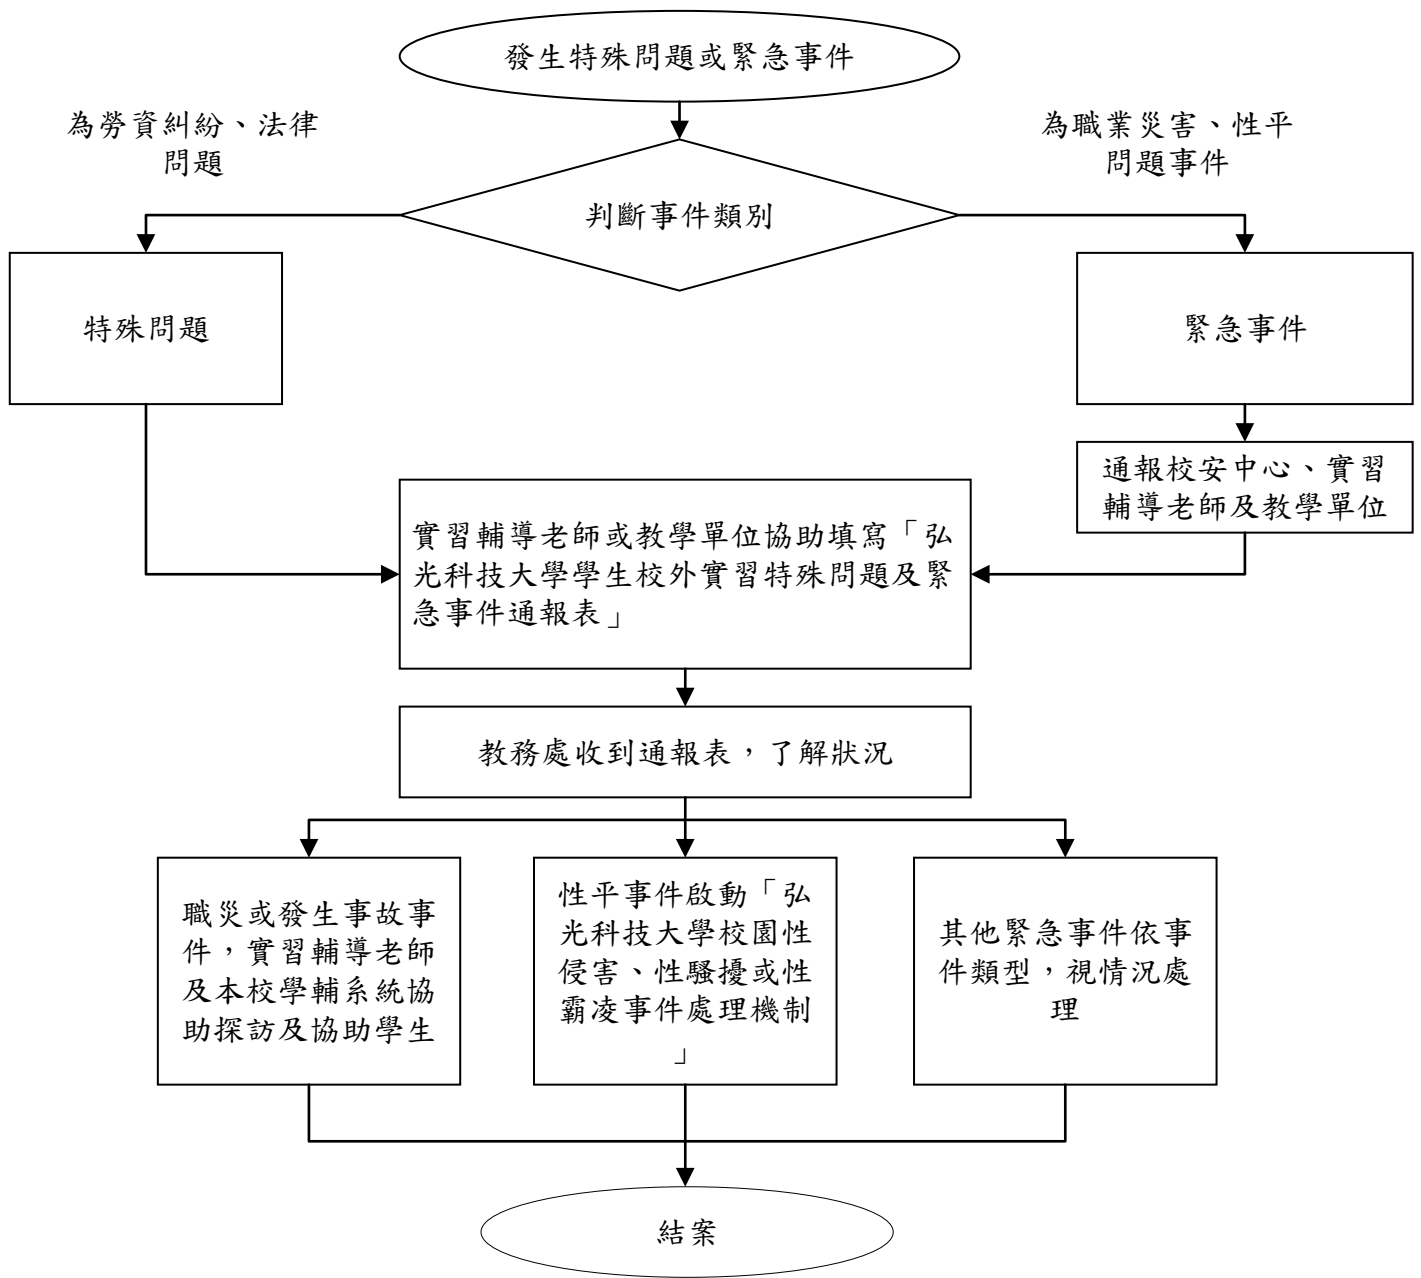 發生特殊問題或緊急事件
為勞資糾紛、法律
問題
為職業災害、性平
問題事件
判斷事件類別
特殊問題
緊急事件
通報校安中心、實習
輔導老師及教學單位
實習輔導老師或教學單位協助填寫「弘
光科技大學學生校外實習特殊問題及緊
急事件通報表」
教務處收到通報表，了解狀況
職災或發生事故事
件，實習輔導老師
及本校學輔系統協
助探訪及協助學生
性平事件啟動「弘
光科技大學校園性
侵害、性騷擾或性
霸凌事件處理機制
」
其他緊急事件依事
件類型，視情況處
理
結案